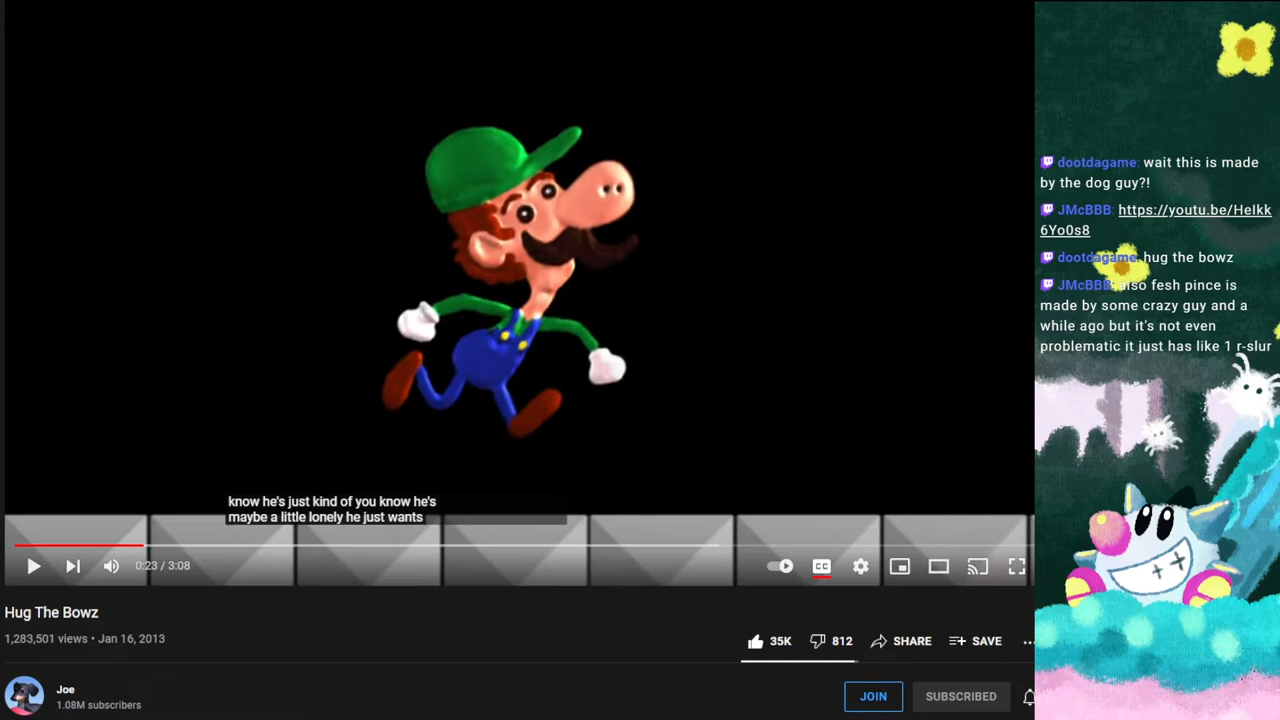 know he's just kind of you know he's
maybe a little lonely he just wants
0:23 / 3:08
CC
Hug The Bowz
1,283,501 views • Jan 16, 2013
35K
812
SHARE
SAVE
Joe
1.08M subscribers
JOIN
SUBSCRIBED
dootdagame: wait this is made
by the dog guy?!
JMcBBB: https://youtu.be/HeIkk
6Yo0s8
dootdagame: hug the bowz
JMcBBB: also fesh pince is
made by some crazy guy and a
while ago but it's not even
problematic it just has like 1 r-slur